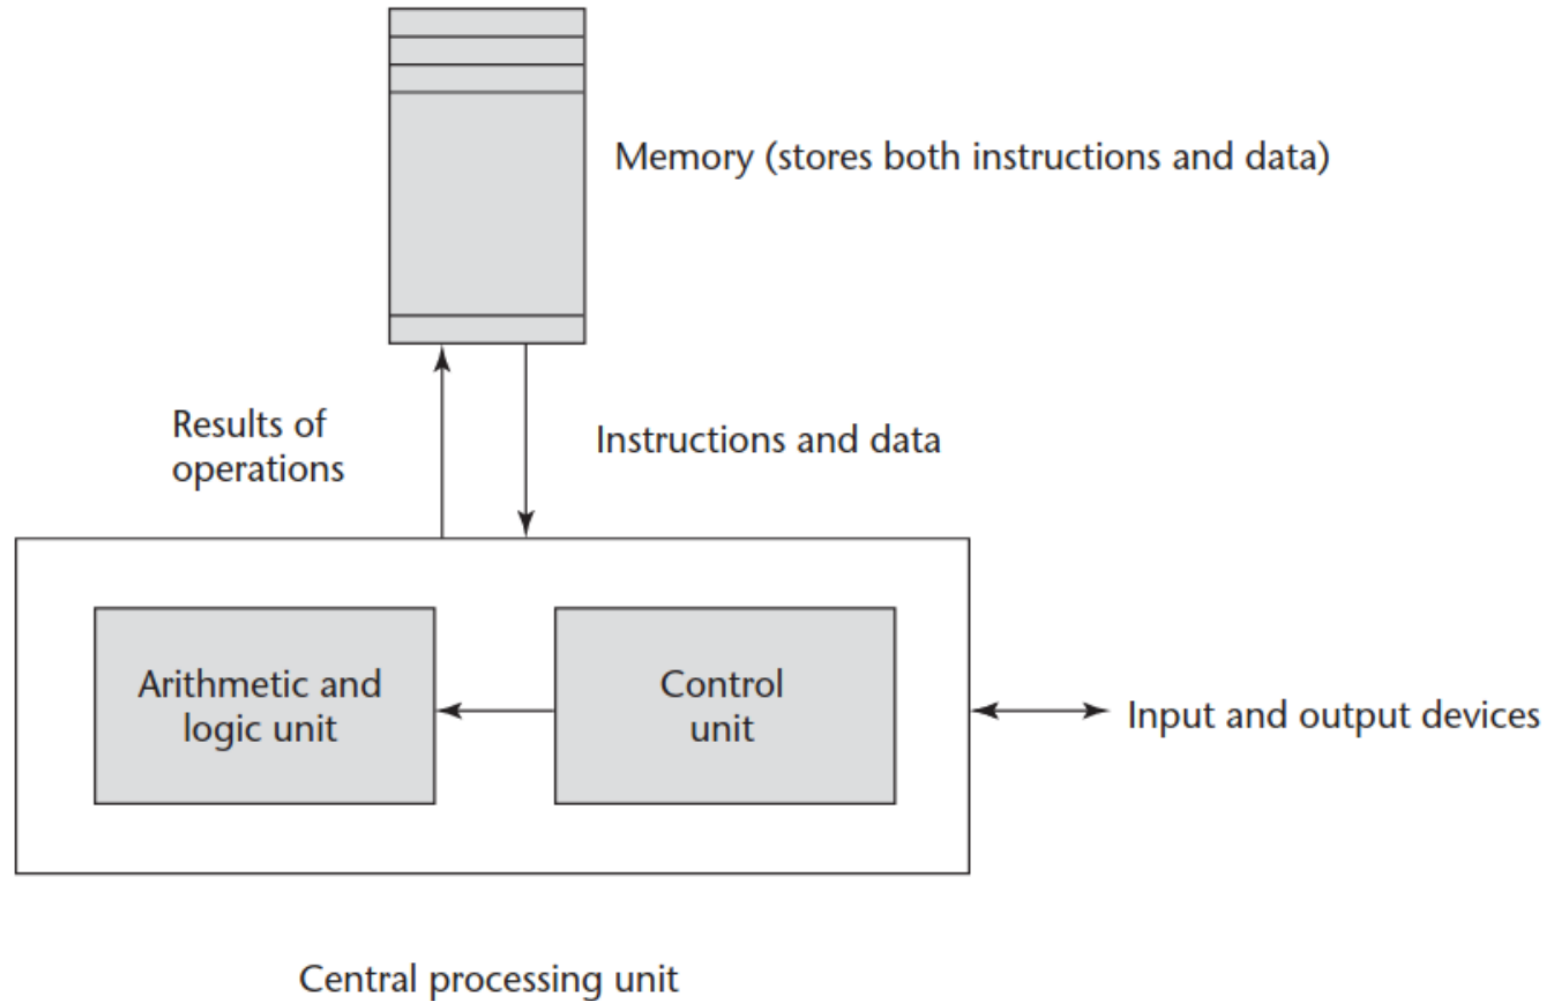 Memory (stores both instructions and data)
Results of
operations
Instructions and data
Arithmetic and
logic unit
Control
unit
Input and output devices
Central processing unit